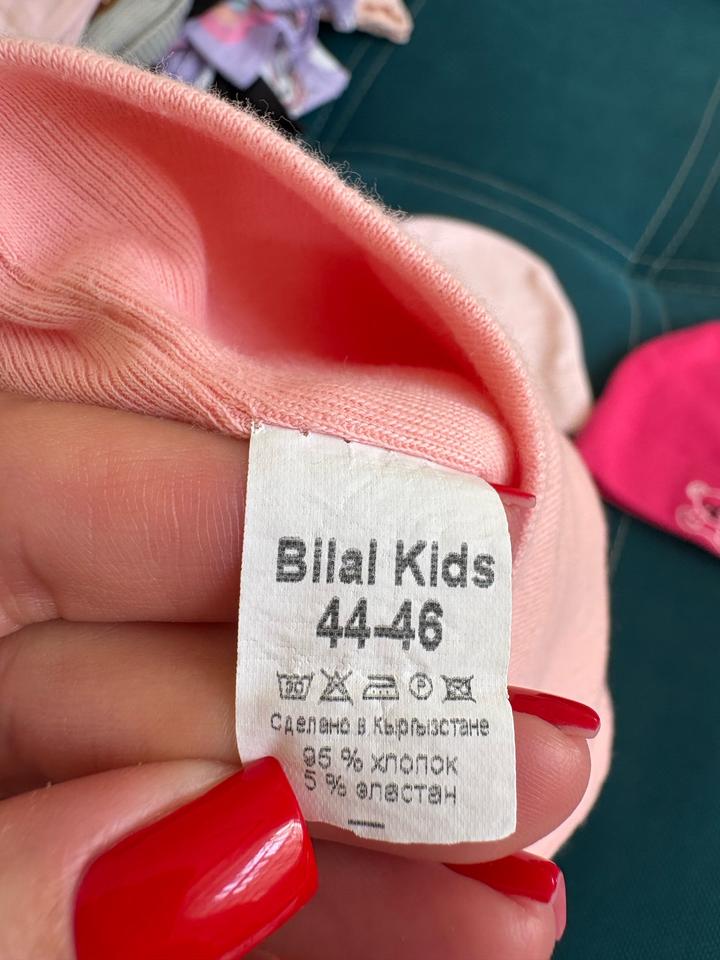 Bilal Kids
44-46
Сделано в Кыргызстане
95 % хлопок
5 % эластан